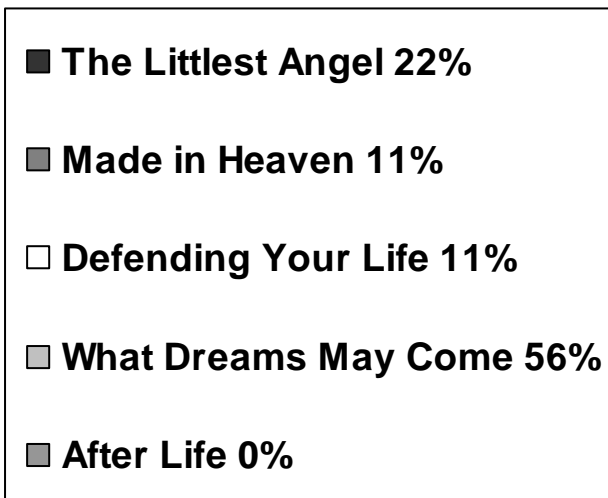 The Littlest Angel 22%
Made in Heaven 11%
Defending Your Life 11%
What Dreams May Come 56%
After Life 0%